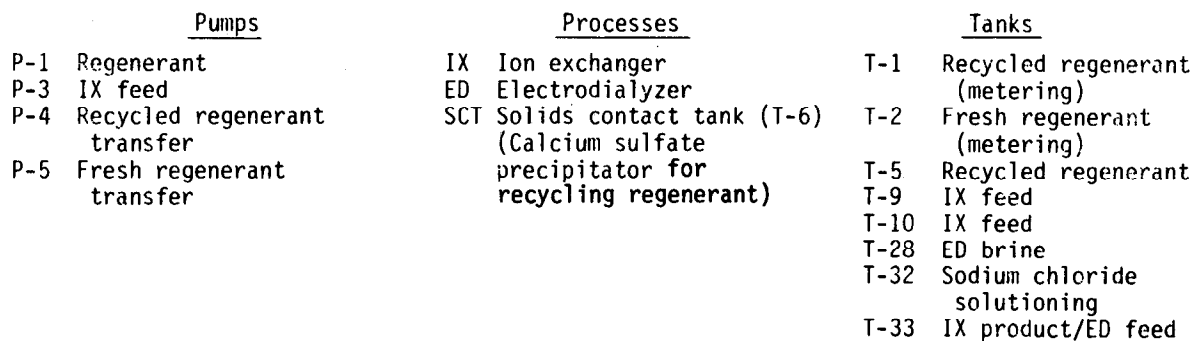 Pumps
P-1 Regenerant
P-3 IX feed
P-4 Recycled regenerant
transfer
P-5 Fresh regenerant
transfer
Processes
IX Ion exchanger
ED Electrodialyzer
SCT Solids contact tank (T-6)
(Calcium sulfate
precipitator for
recycling regenerant)
Tanks
T-1 Recycled regenerant
(metering)
T-2 Fresh regenerant
(metering)
T-5 Recycled regenerant
T-9 IX feed
T-10 IX feed
T-28 ED brine
T-32 Sodium chloride
solutioning
T-33 IX product/ED feed